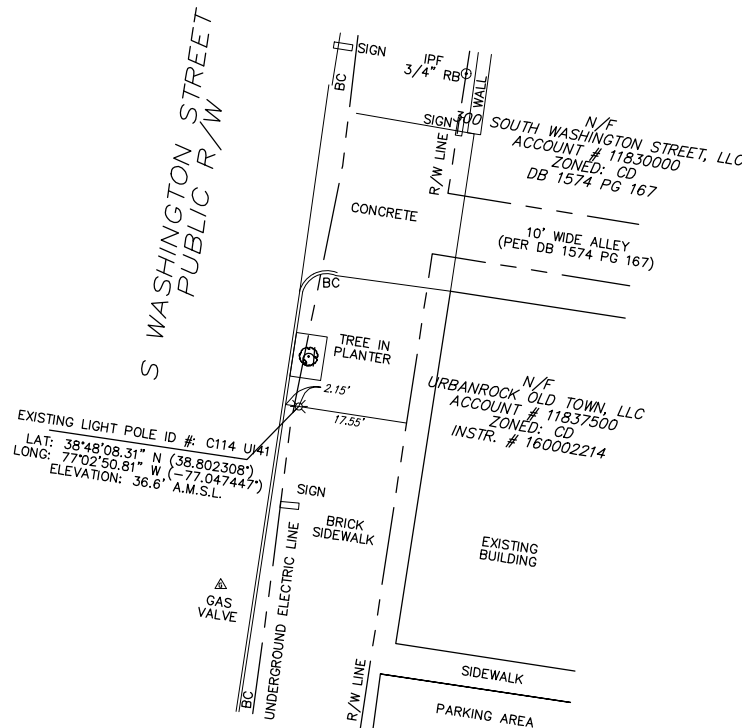 S WASHINGTON STREET
PUBLIC R/W
SIGN
BC
IPF
3/4" RB
WALL
SIGN
N/F
300 SOUTH WASHINGTON STREET, LLC
ACCOUNT # 11830000
ZONED: CD
DB 1574 PG 167
R/W LINE
CONCRETE
10' WIDE ALLEY
(PER DB 1574 PG 167)
BC
TREE IN
PLANTER
2.15'
17.55'
N/F
URBANROCK OLD TOWN, LLC
ACCOUNT # 11837500
ZONED: CD
INSTR. # 160002214
EXISTING LIGHT POLE ID #: C114 U141
LAT: 38°48'08.31" N (38.802308°)
LONG: 77°02'50.81" W (-77.047447°)
ELEVATION: 36.6' A.M.S.L.
SIGN
BRICK
SIDEWALK
EXISTING
BUILDING
GAS
VALVE
UNDERGROUND ELECTRIC LINE
BC
R/W LINE
SIDEWALK
PARKING AREA